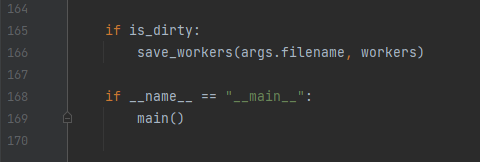 164
165 if is_dirty:
166 save_workers(args.filename, workers)
167
168 if __name__ == "__main__":
169 main()
170